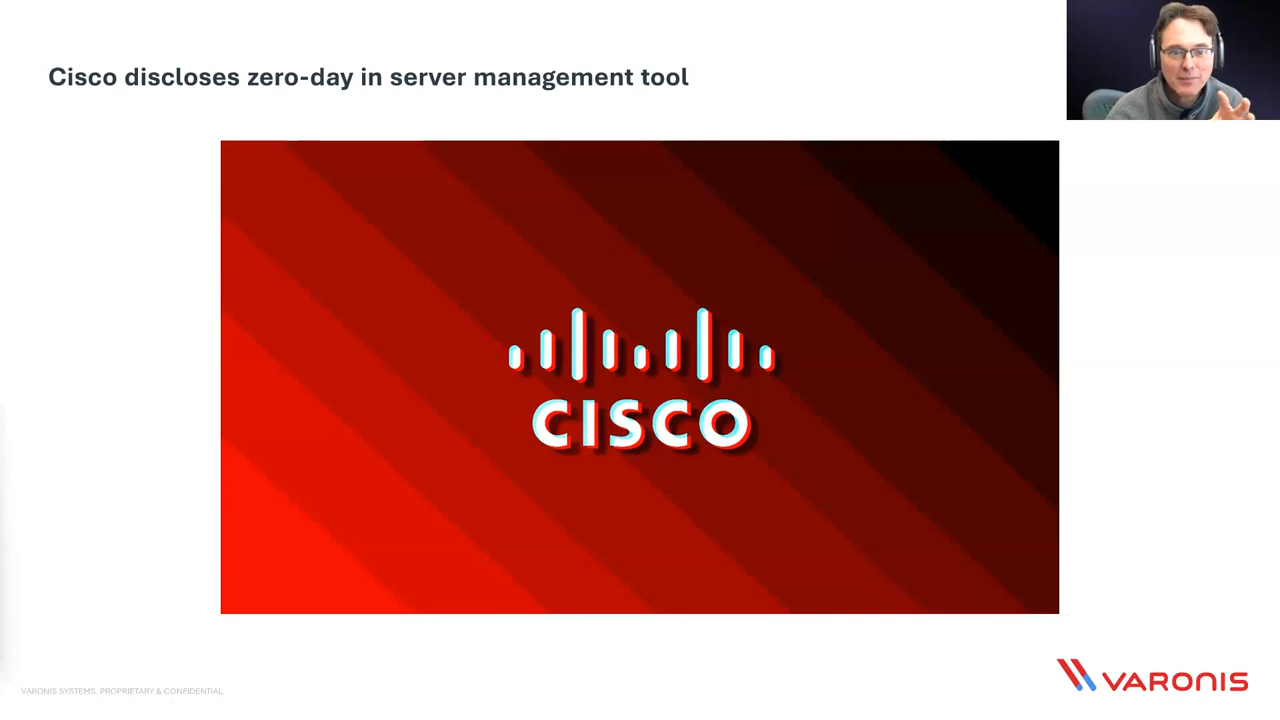 Cisco discloses zero-day in server management tool
CISCO
VARONIS SYSTEMS. PROPRIETARY & CONFIDENTIAL.
VARONIS